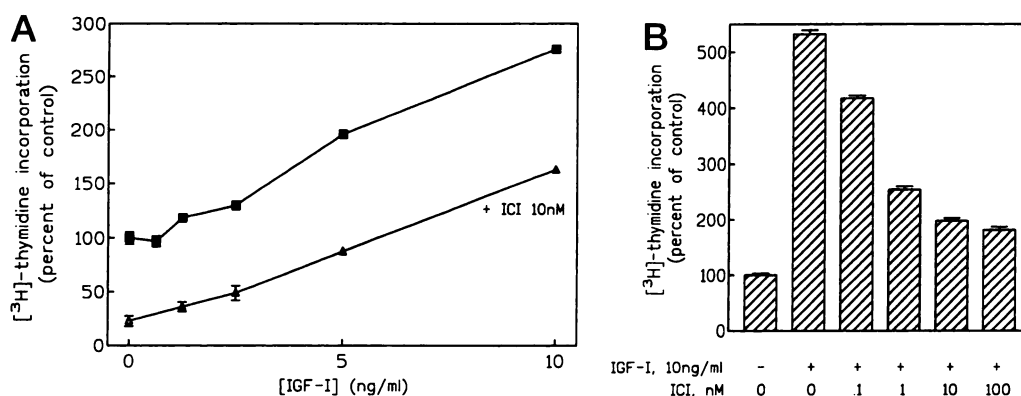 A
[³H]-thymidine incorporation
(percent of control)
300
250
200
150
100
50
0
+ ICI 10nM
0 5 10
[IGF-I] (ng/ml)
B
[³H]-thymidine incorporation
(percent of control)
500
400
300
200
100
0
IGF-I, 10ng/ml - + + + + +
ICI, nM 0 0 .1 1 10 100